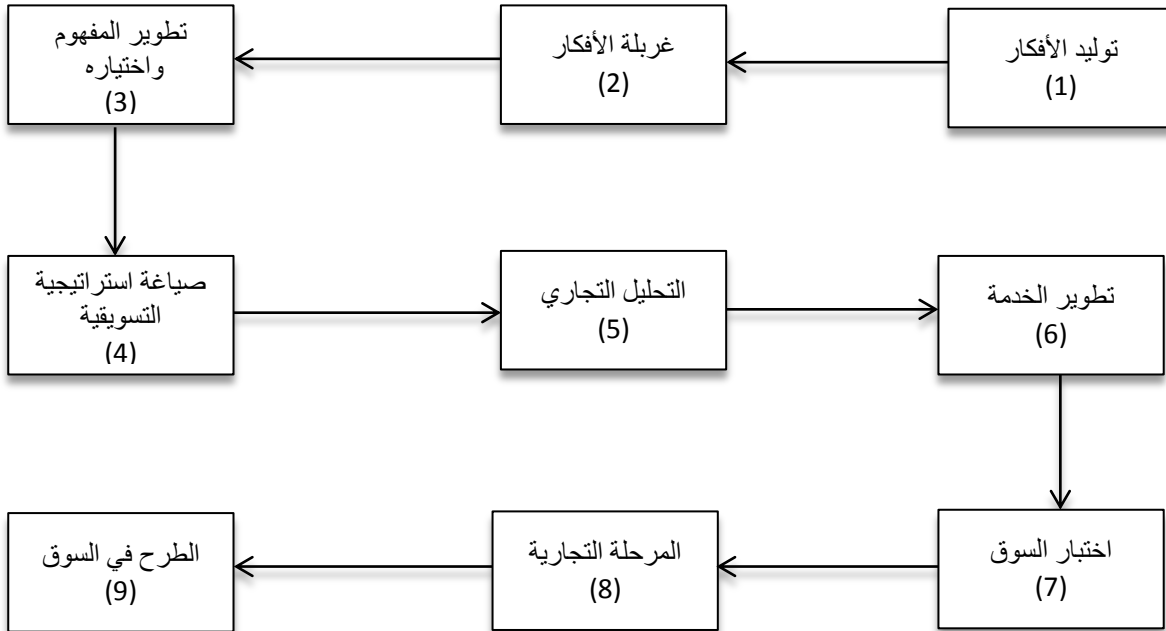 توليد الأفكار
(1)
غربلة الأفكار
(2)
تطوير المفهوم
واختياره
(3)
صياغة استراتيجية
التسويقية
(4)
التحليل التجاري
(5)
تطوير الخدمة
(6)
اختبار السوق
(7)
المرحلة التجارية
(8)
الطرح في السوق
(9)